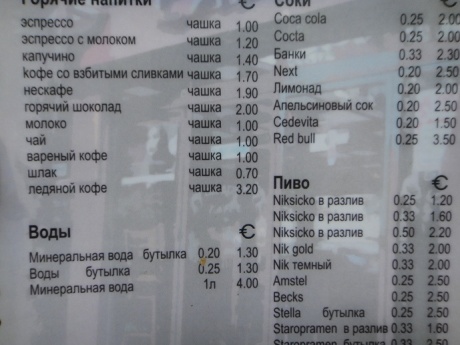 Горячие напитки €
эспрессо чашка 1.00
эспрессо с молоком чашка 1.20
капучино чашка 1.40
кофе со взбитыми сливками чашка 1.70
нескафе чашка 1.90
горячий шоколад чашка 2.00
молоко чашка 1.00
чай чашка 1.00
вареный кофе чашка 1.00
шлак чашка 0.70
ледяной кофе чашка 3.20
Воды €
Минеральная вода бутылка 0.20 1.30
Воды бутылка 0.25 1.30
Минеральная вода 1л 4.00
Соки €
Coca cola 0.25 2.00
Cocta 0.25 2.00
Банки 0.33 2.30
Next 0.20 2.50
Лимонад 0.20 2.00
Апельсиновый сок 0.20 2.50
Cedevita 0.20 1.50
Red bull 0.25 3.50
Пиво €
Niksicko в разлив 0.25 1.20
Niksicko в разлив 0.33 1.60
Niksicko в разлив 0.50 2.20
Nik gold 0.33 2.00
Nik темный 0.33 2.00
Amstel 0.25 2.50
Becks 0.25 2.50
Stella бутылка 0.25 2.50
Staropramen в разлив 0.33 1.60
Staropramen бутылка 0.33 2.50